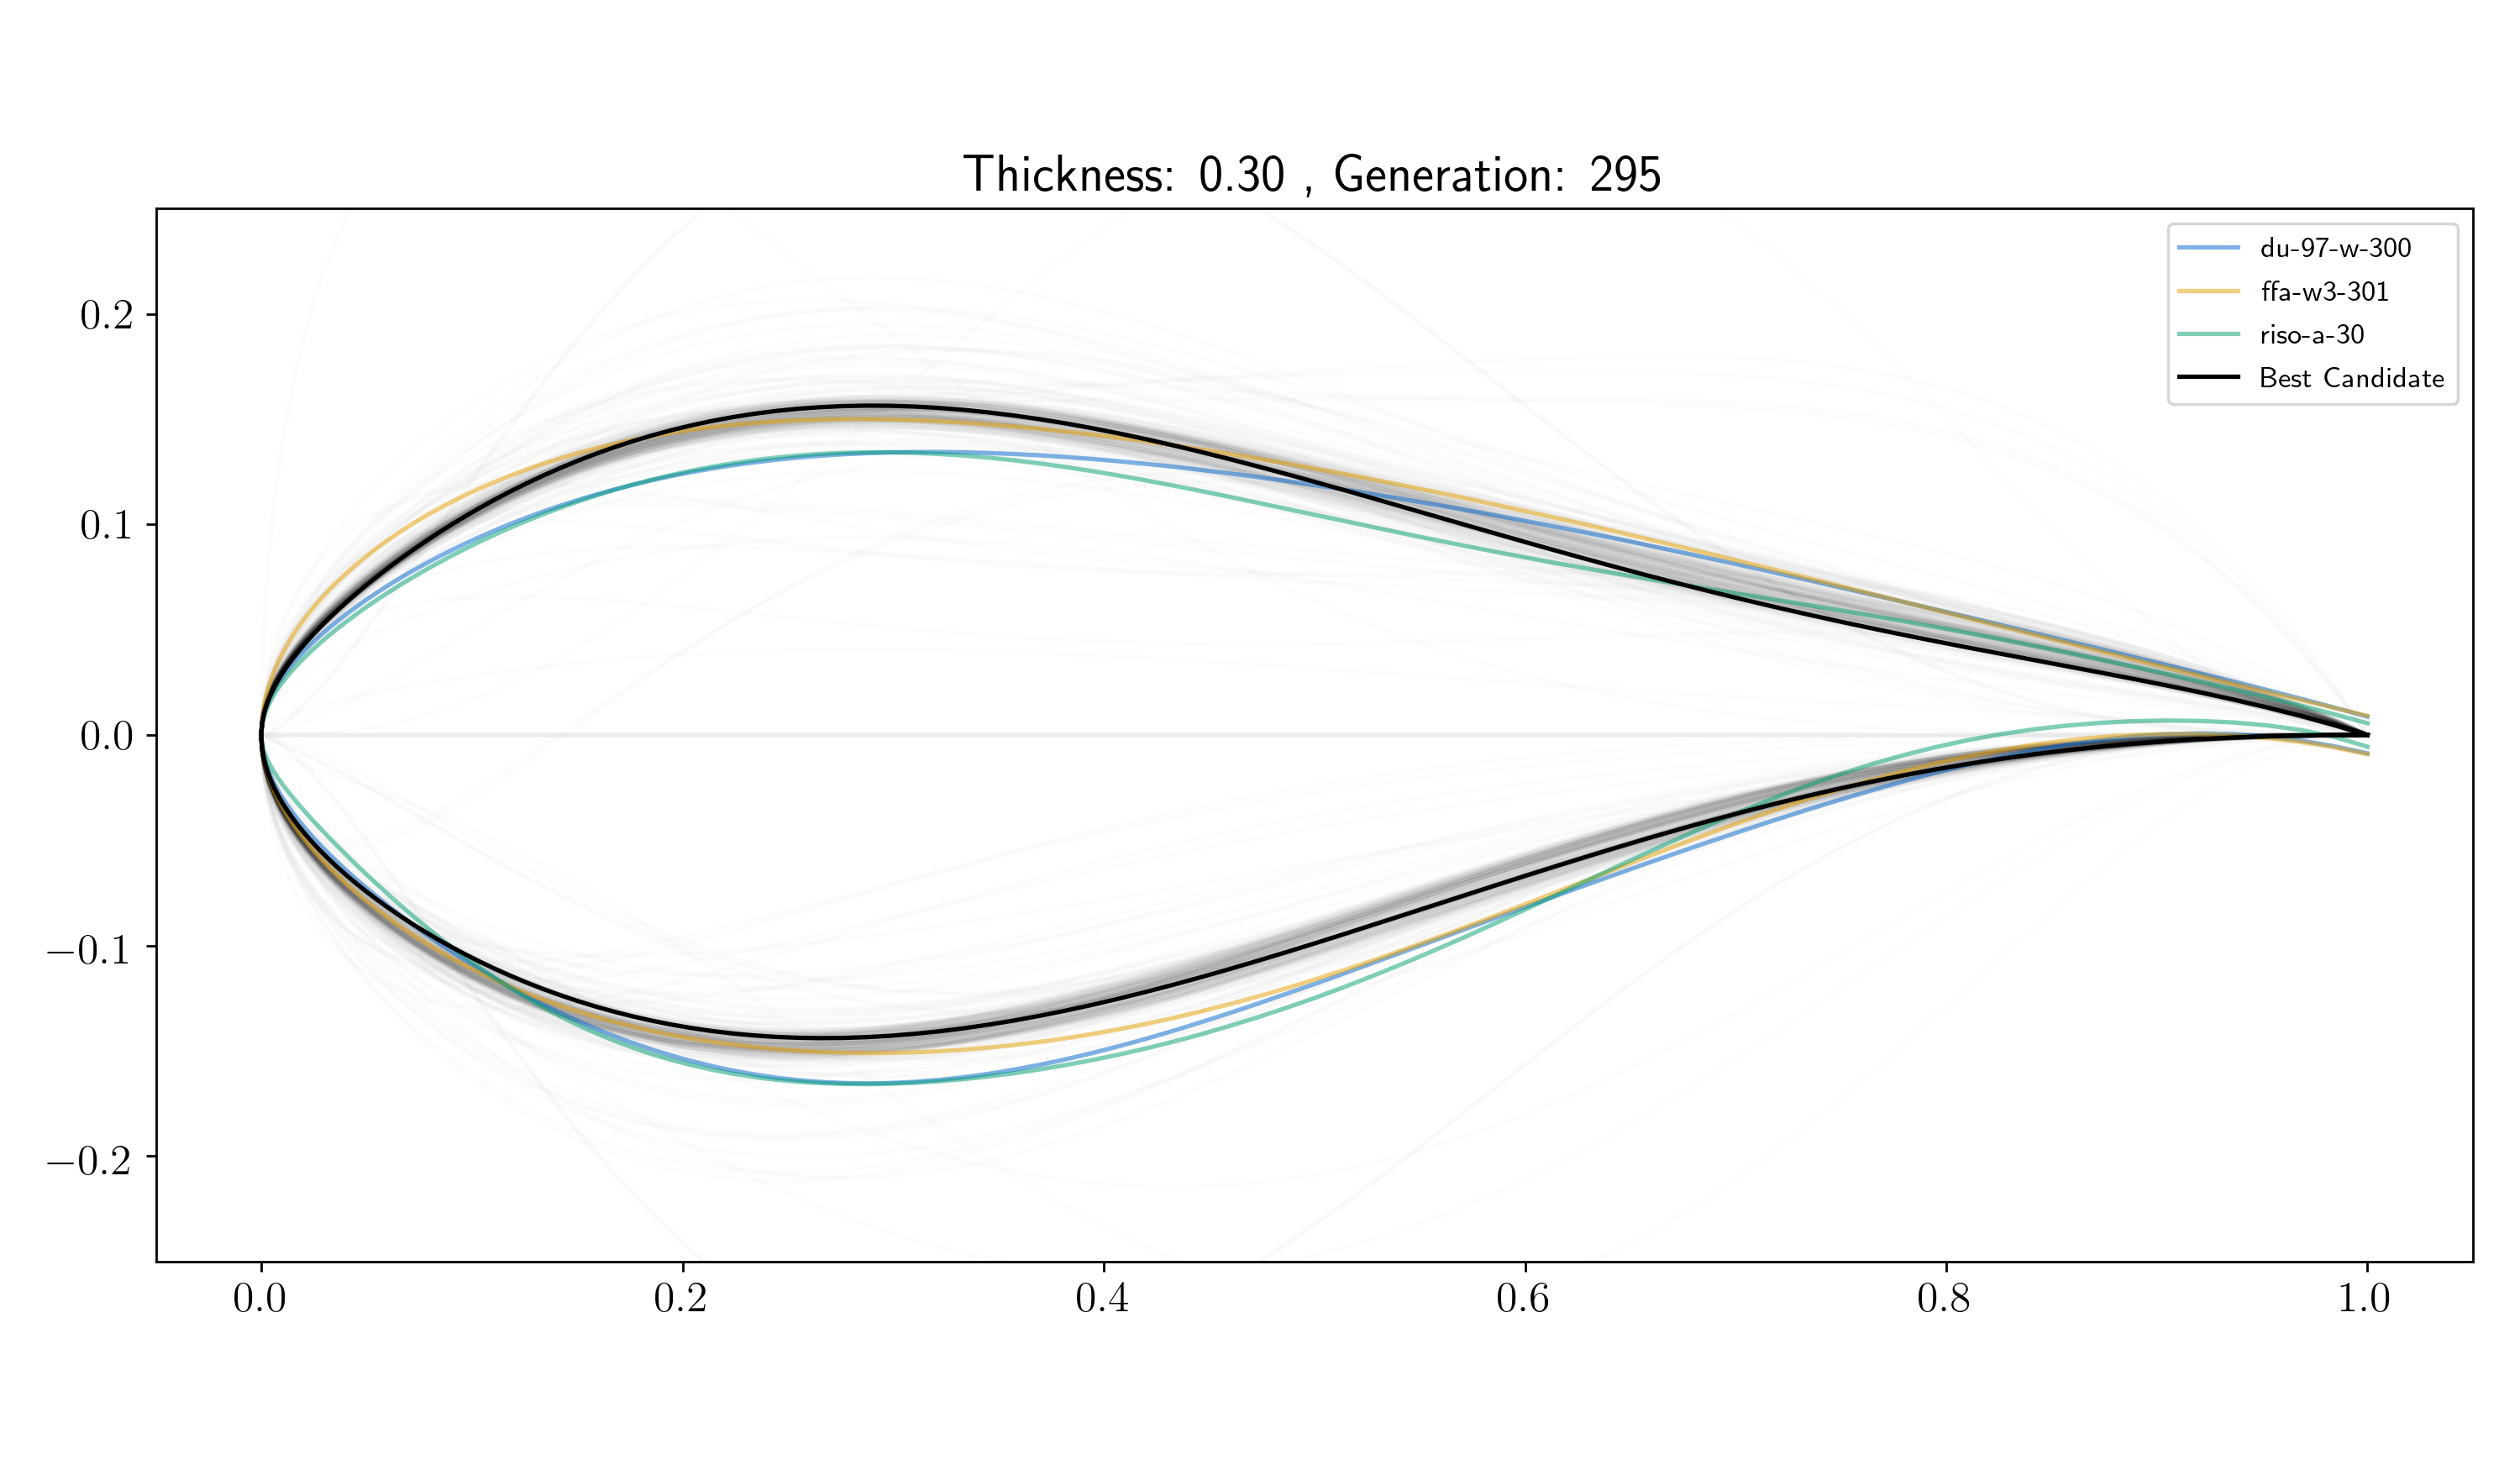 Thickness: 0.30 , Generation: 295
du-97-w-300
ffa-w3-301
riso-a-30
Best Candidate
0.2
0.1
0.0
−0.1
−0.2
0.0 0.2 0.4 0.6 0.8 1.0